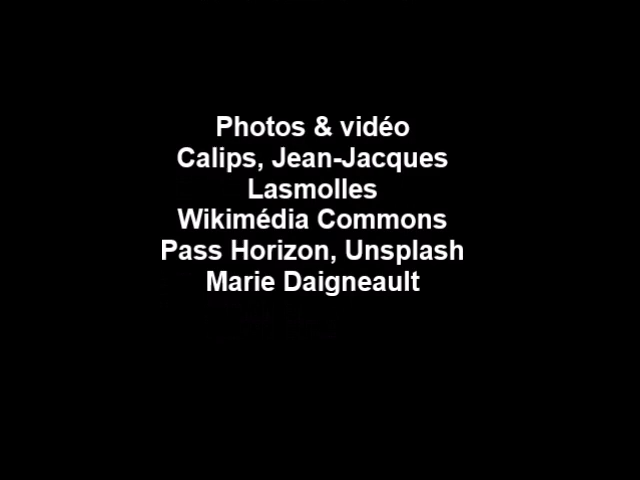 Photos & vidéo
Calips, Jean-Jacques
Lasmolles
Wikimédia Commons
Pass Horizon, Unsplash
Marie Daigneault